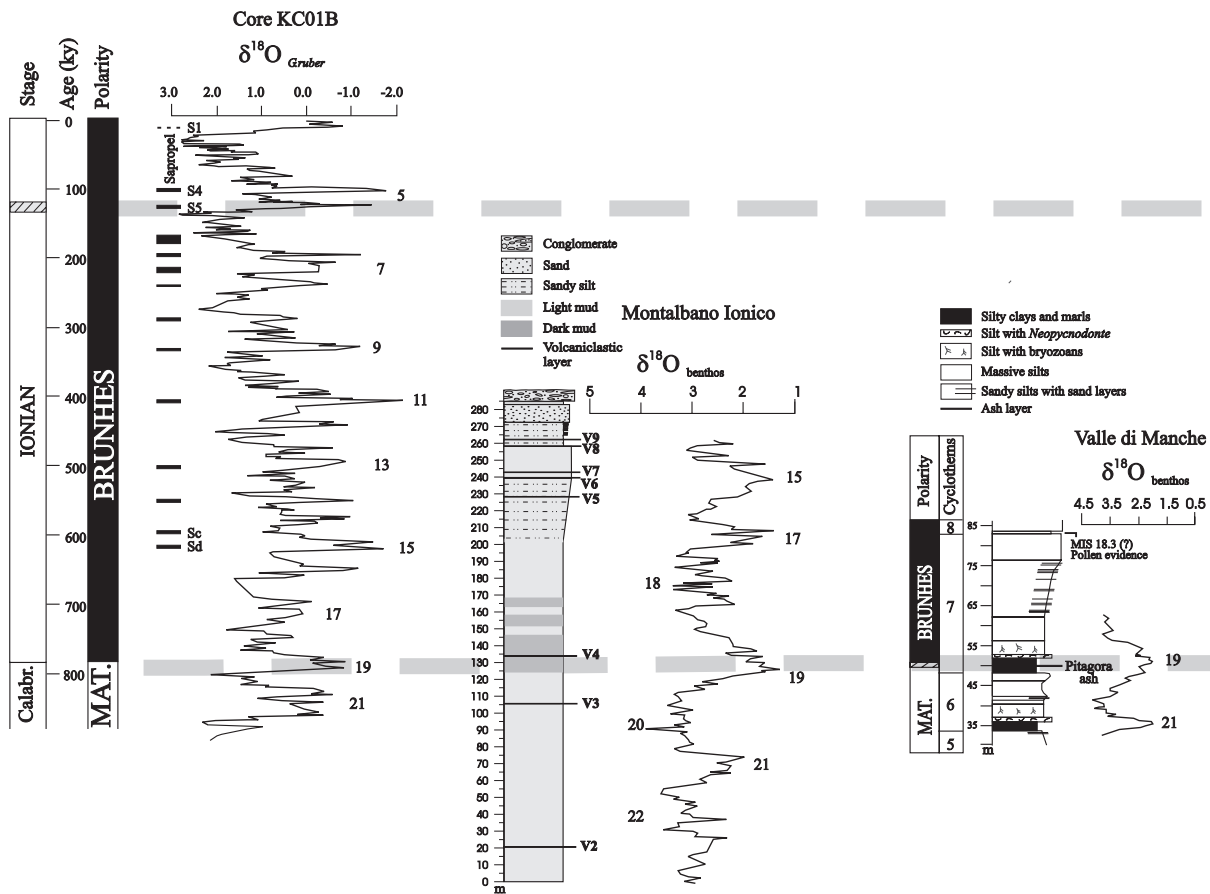 Core KC01B
δ18O G.ruber
Stage
Age (ky)
Polarity
3.0 2.0 1.0 0.0 -1.0 -2.0
0
100
200
300
400
500
600
700
800
IONIAN
Calabr.
BRUNHES
MAT.
Sapropel
S1
S4
S5
Sc
Sd
5
7
9
11
13
15
17
19
21
Conglomerate
Sand
Sandy silt
Light mud
Dark mud
Volcaniclastic
layer
Montalbano Ionico
δ18O benthos
5 4 3 2 1
280
270
260
250
240
230
220
210
200
190
180
170
160
150
140
130
120
110
100
90
80
70
60
50
40
30
20
10
0
m
V9
V8
V7
V6
V5
V4
V3
V2
15
17
18
19
20
21
22
Silty clays and marls
Silt with Neopycnodonte
Silt with bryozoans
Massive silts
Sandy silts with sand layers
Ash layer
Valle di Manche
δ18O benthos
4.5 3.5 2.5 1.5 0.5
Polarity
Cyclothems
BRUNHES
MAT.
8
7
6
5
85
75
65
55
45
35
m
MIS 18.3 (?)
Pollen evidence
Pitagora
ash
19
21